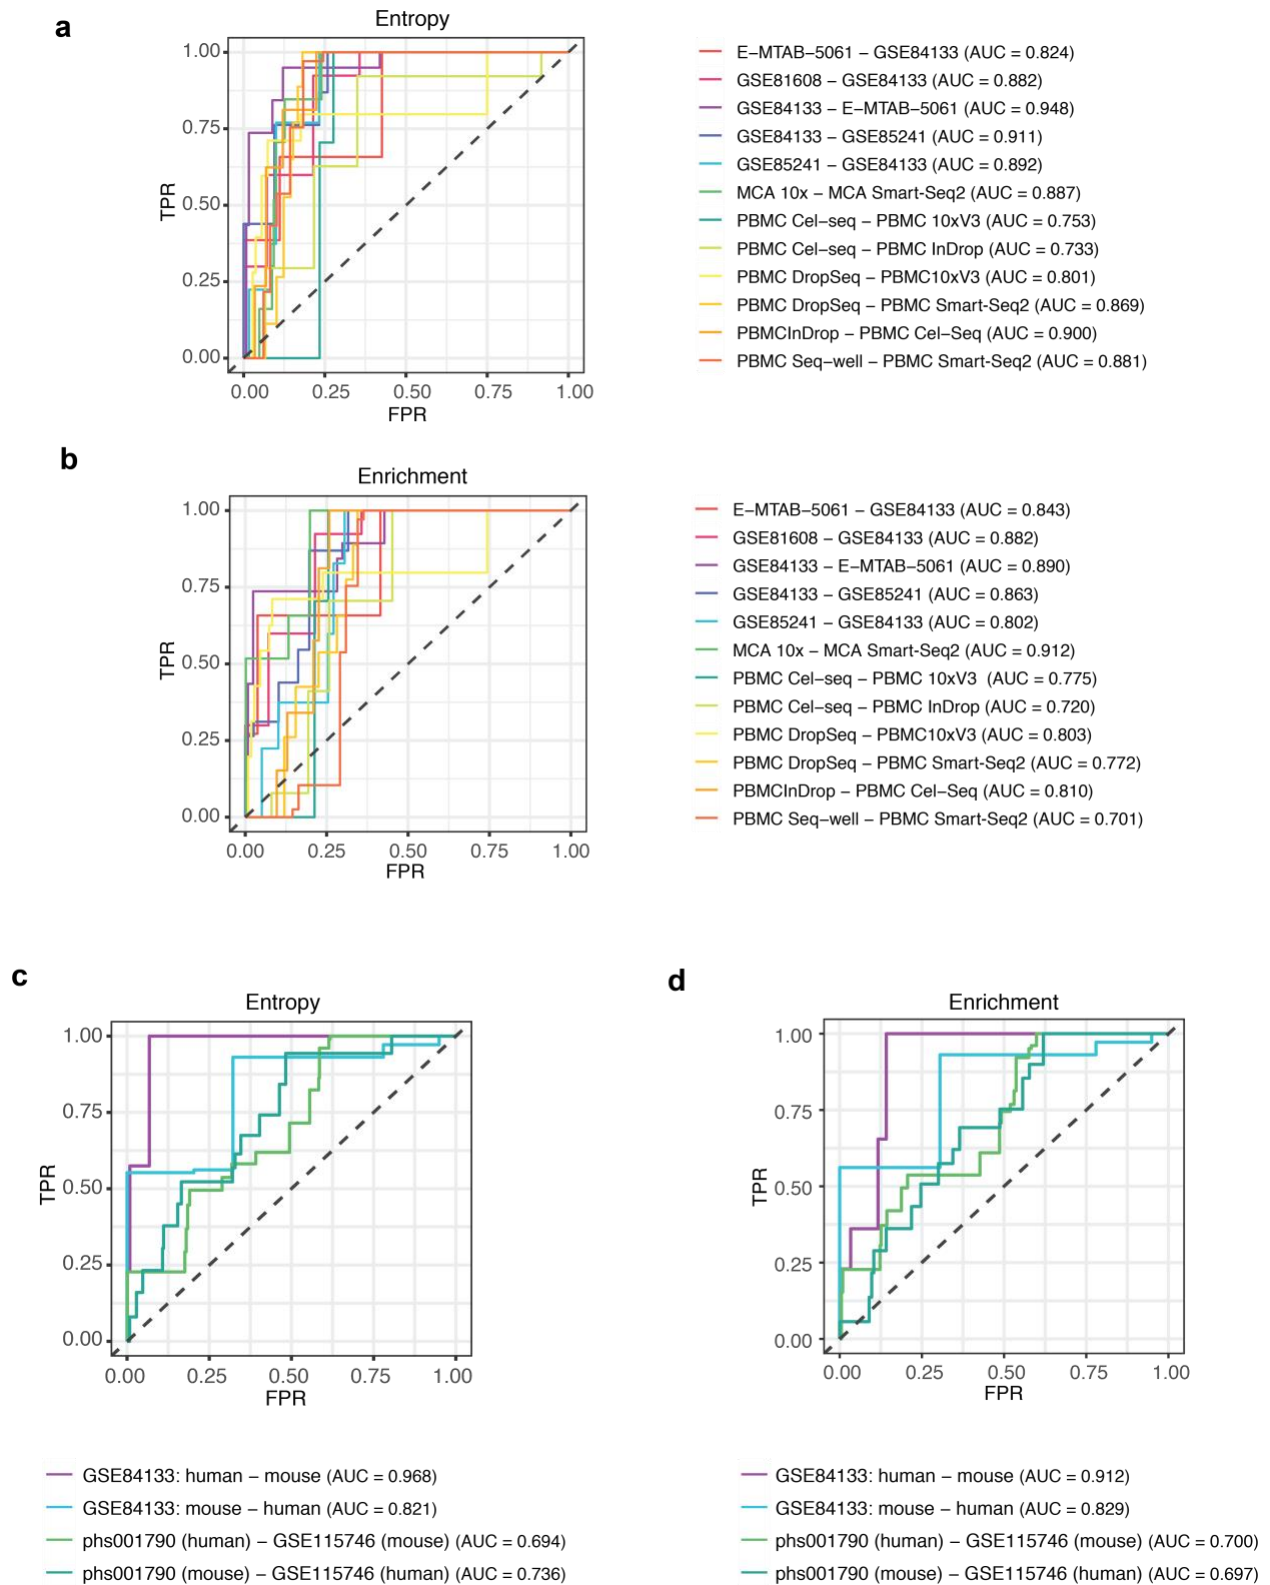 a
Entropy
1.00
0.75
0.50
0.25
0.00
TPR
0.00 0.25 0.50 0.75 1.00
FPR
E−MTAB−5061 − GSE84133 (AUC = 0.824)
GSE81608 − GSE84133 (AUC = 0.882)
GSE84133 − E−MTAB−5061 (AUC = 0.948)
GSE84133 − GSE85241 (AUC = 0.911)
GSE85241 − GSE84133 (AUC = 0.892)
MCA 10x − MCA Smart−Seq2 (AUC = 0.887)
PBMC Cel−seq − PBMC 10xV3 (AUC = 0.753)
PBMC Cel−seq − PBMC InDrop (AUC = 0.733)
PBMC DropSeq − PBMC10xV3 (AUC = 0.801)
PBMC DropSeq − PBMC Smart−Seq2 (AUC = 0.869)
PBMCInDrop − PBMC Cel−Seq (AUC = 0.900)
PBMC Seq−well − PBMC Smart−Seq2 (AUC = 0.881)
b
Enrichment
1.00
0.75
0.50
0.25
0.00
TPR
0.00 0.25 0.50 0.75 1.00
FPR
E−MTAB−5061 − GSE84133 (AUC = 0.843)
GSE81608 − GSE84133 (AUC = 0.882)
GSE84133 − E−MTAB−5061 (AUC = 0.890)
GSE84133 − GSE85241 (AUC = 0.863)
GSE85241 − GSE84133 (AUC = 0.802)
MCA 10x − MCA Smart−Seq2 (AUC = 0.912)
PBMC Cel−seq − PBMC 10xV3 (AUC = 0.775)
PBMC Cel−seq − PBMC InDrop (AUC = 0.720)
PBMC DropSeq − PBMC10xV3 (AUC = 0.803)
PBMC DropSeq − PBMC Smart−Seq2 (AUC = 0.772)
PBMCInDrop − PBMC Cel−Seq (AUC = 0.810)
PBMC Seq−well − PBMC Smart−Seq2 (AUC = 0.701)
c
Entropy
1.00
0.75
0.50
0.25
0.00
TPR
0.00 0.25 0.50 0.75 1.00
FPR
GSE84133: human − mouse (AUC = 0.968)
GSE84133: mouse − human (AUC = 0.821)
phs001790 (human) − GSE115746 (mouse) (AUC = 0.694)
phs001790 (mouse) − GSE115746 (human) (AUC = 0.736)
d
Enrichment
1.00
0.75
0.50
0.25
0.00
TPR
0.00 0.25 0.50 0.75 1.00
FPR
GSE84133: human − mouse (AUC = 0.912)
GSE84133: mouse − human (AUC = 0.829)
phs001790 (human) − GSE115746 (mouse) (AUC = 0.700)
phs001790 (mouse) − GSE115746 (human) (AUC = 0.697)